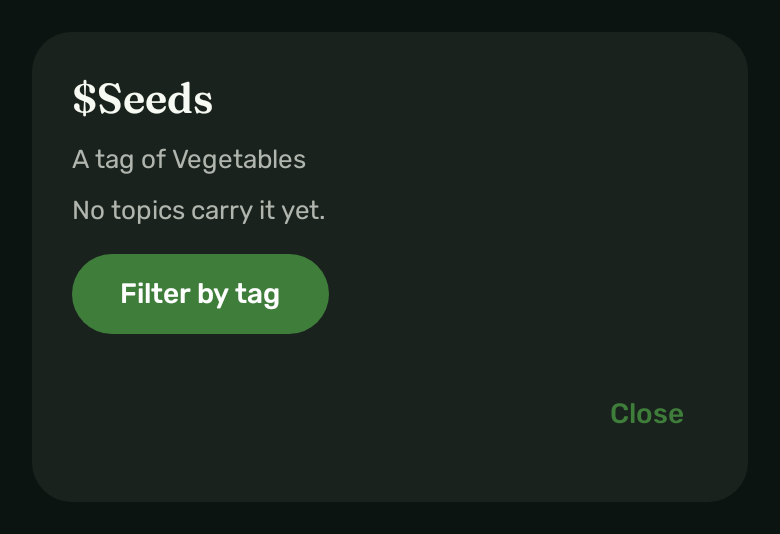 $Seeds
A tag of Vegetables
No topics carry it yet.
Filter by tag
Close